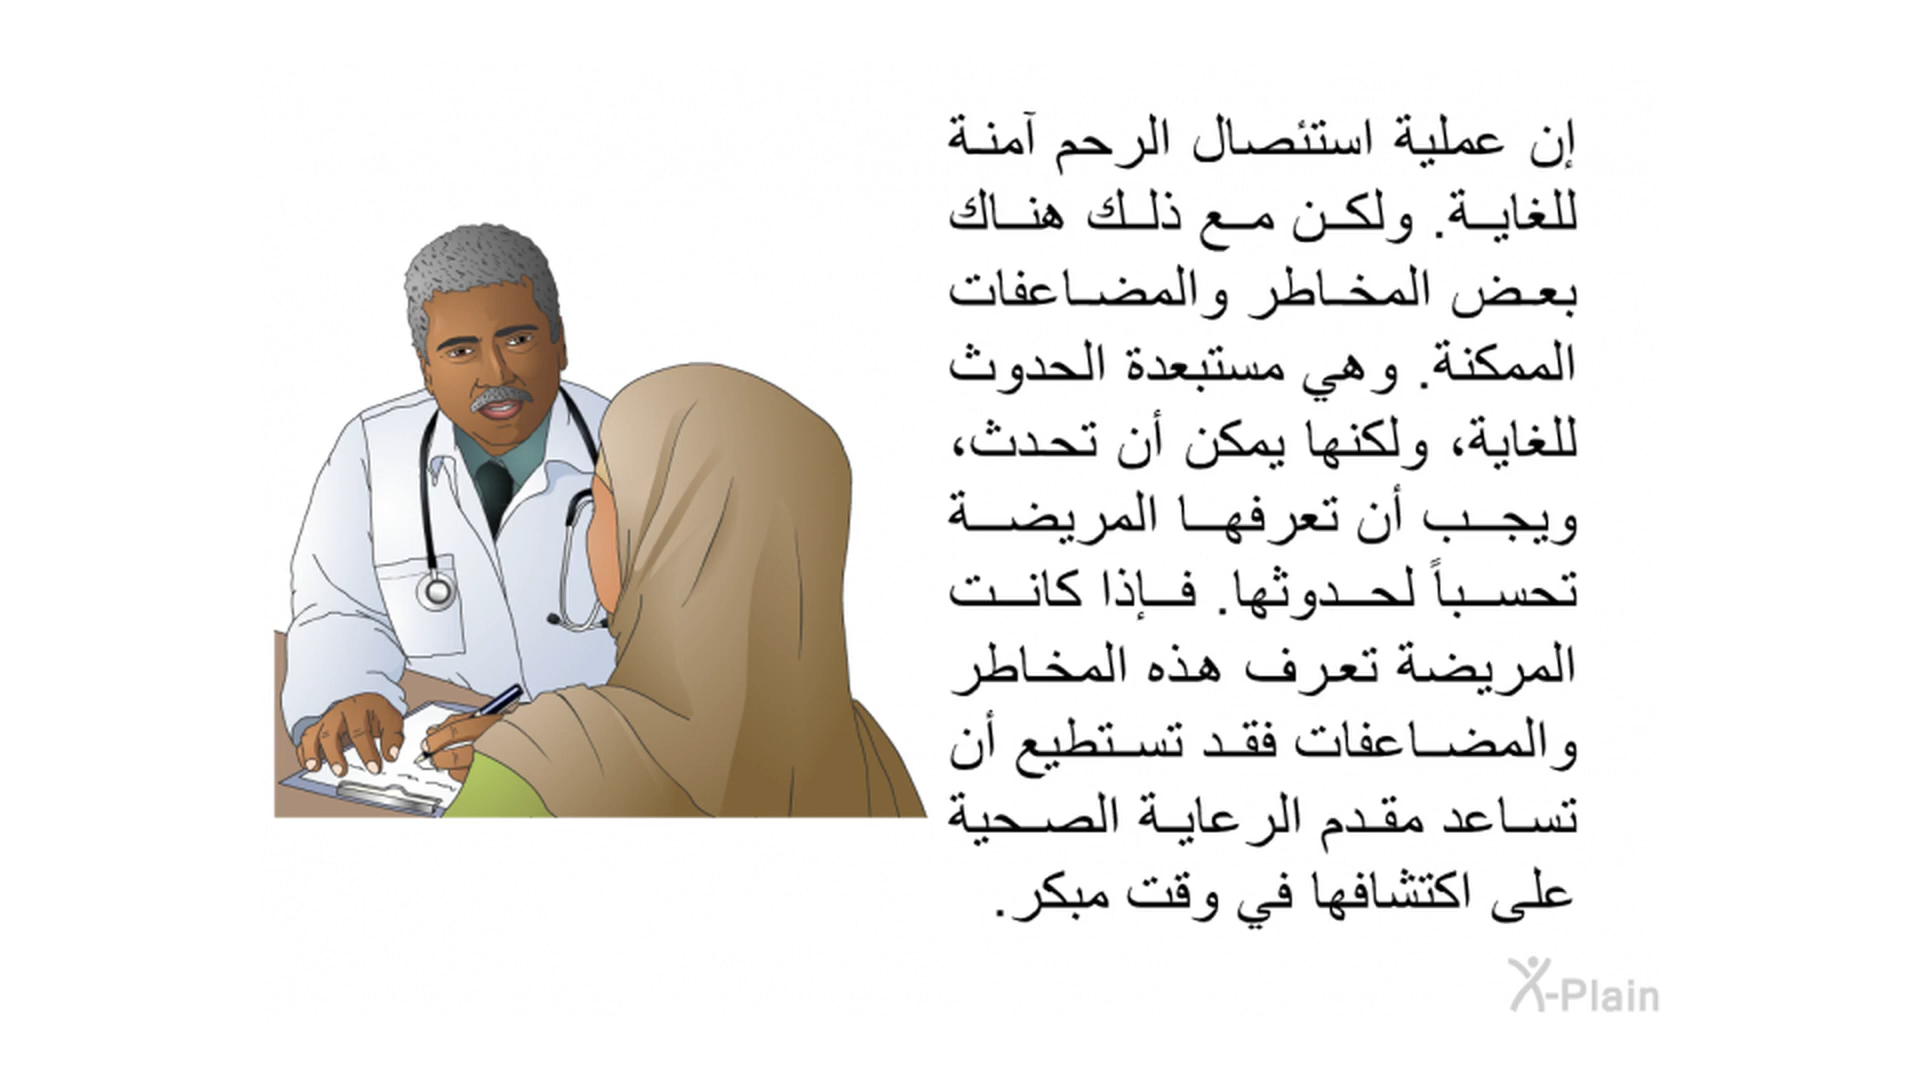 إن عملية استئصال الرحم آمنة
للغاية. ولكن مع ذلك هناك
بعض المخاطر والمضاعفات
الممكنة. وهي مستبعدة الحدوث
للغاية، ولكنها يمكن أن تحدث،
ويجب أن تعرفها المريضة
تحسباً لحدوثها. فإذا كانت
المريضة تعرف هذه المخاطر
والمضاعفات فقد تستطيع أن
تساعد مقدم الرعاية الصحية
على اكتشافها في وقت مبكر.
X-Plain